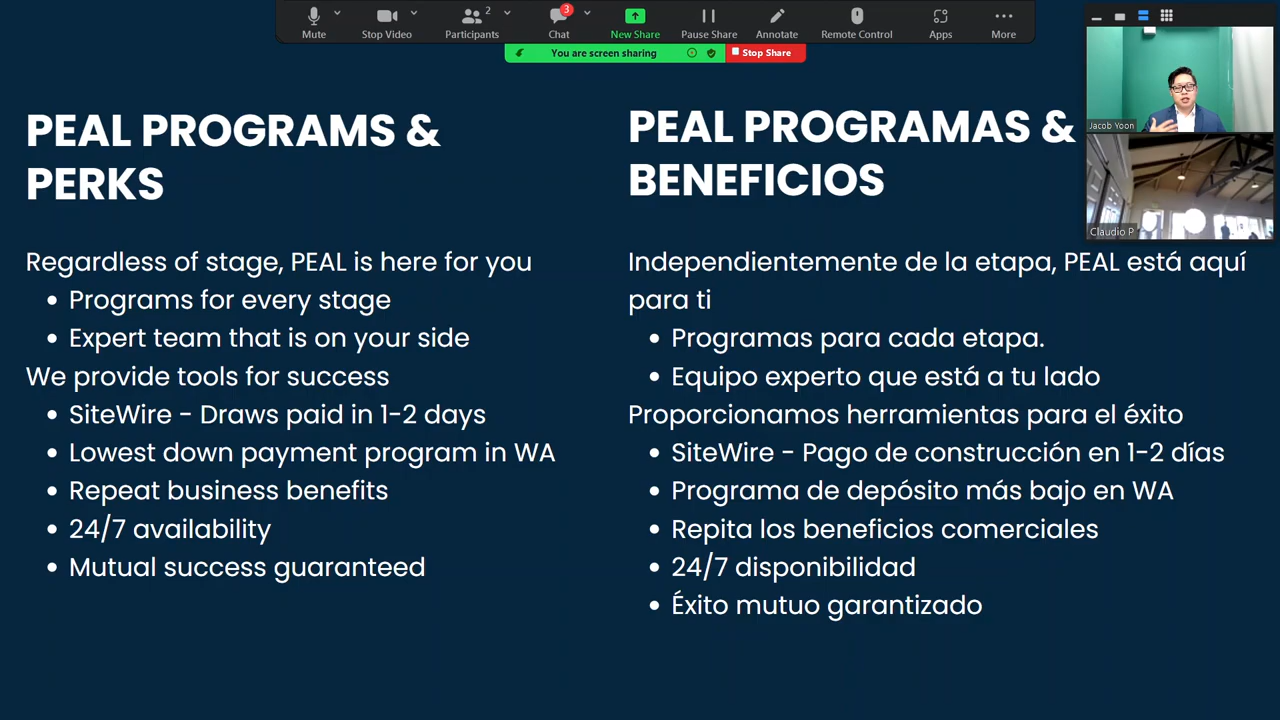 Mute
Stop Video
Participants
2
Chat
3
New Share
Pause Share
Annotate
Remote Control
Apps
More
You are screen sharing
Stop Share
PEAL PROGRAMS &
PERKS
Regardless of stage, PEAL is here for you
• Programs for every stage
• Expert team that is on your side
We provide tools for success
• SiteWire - Draws paid in 1-2 days
• Lowest down payment program in WA
• Repeat business benefits
• 24/7 availability
• Mutual success guaranteed
PEAL PROGRAMAS &
BENEFICIOS
Independientemente de la etapa, PEAL está aquí
para ti
• Programas para cada etapa.
• Equipo experto que está a tu lado
Proporcionamos herramientas para el éxito
• SiteWire - Pago de construcción en 1-2 días
• Programa de depósito más bajo en WA
• Repita los beneficios comerciales
• 24/7 disponibilidad
• Éxito mutuo garantizado
Jacob Yoon
Claudio P